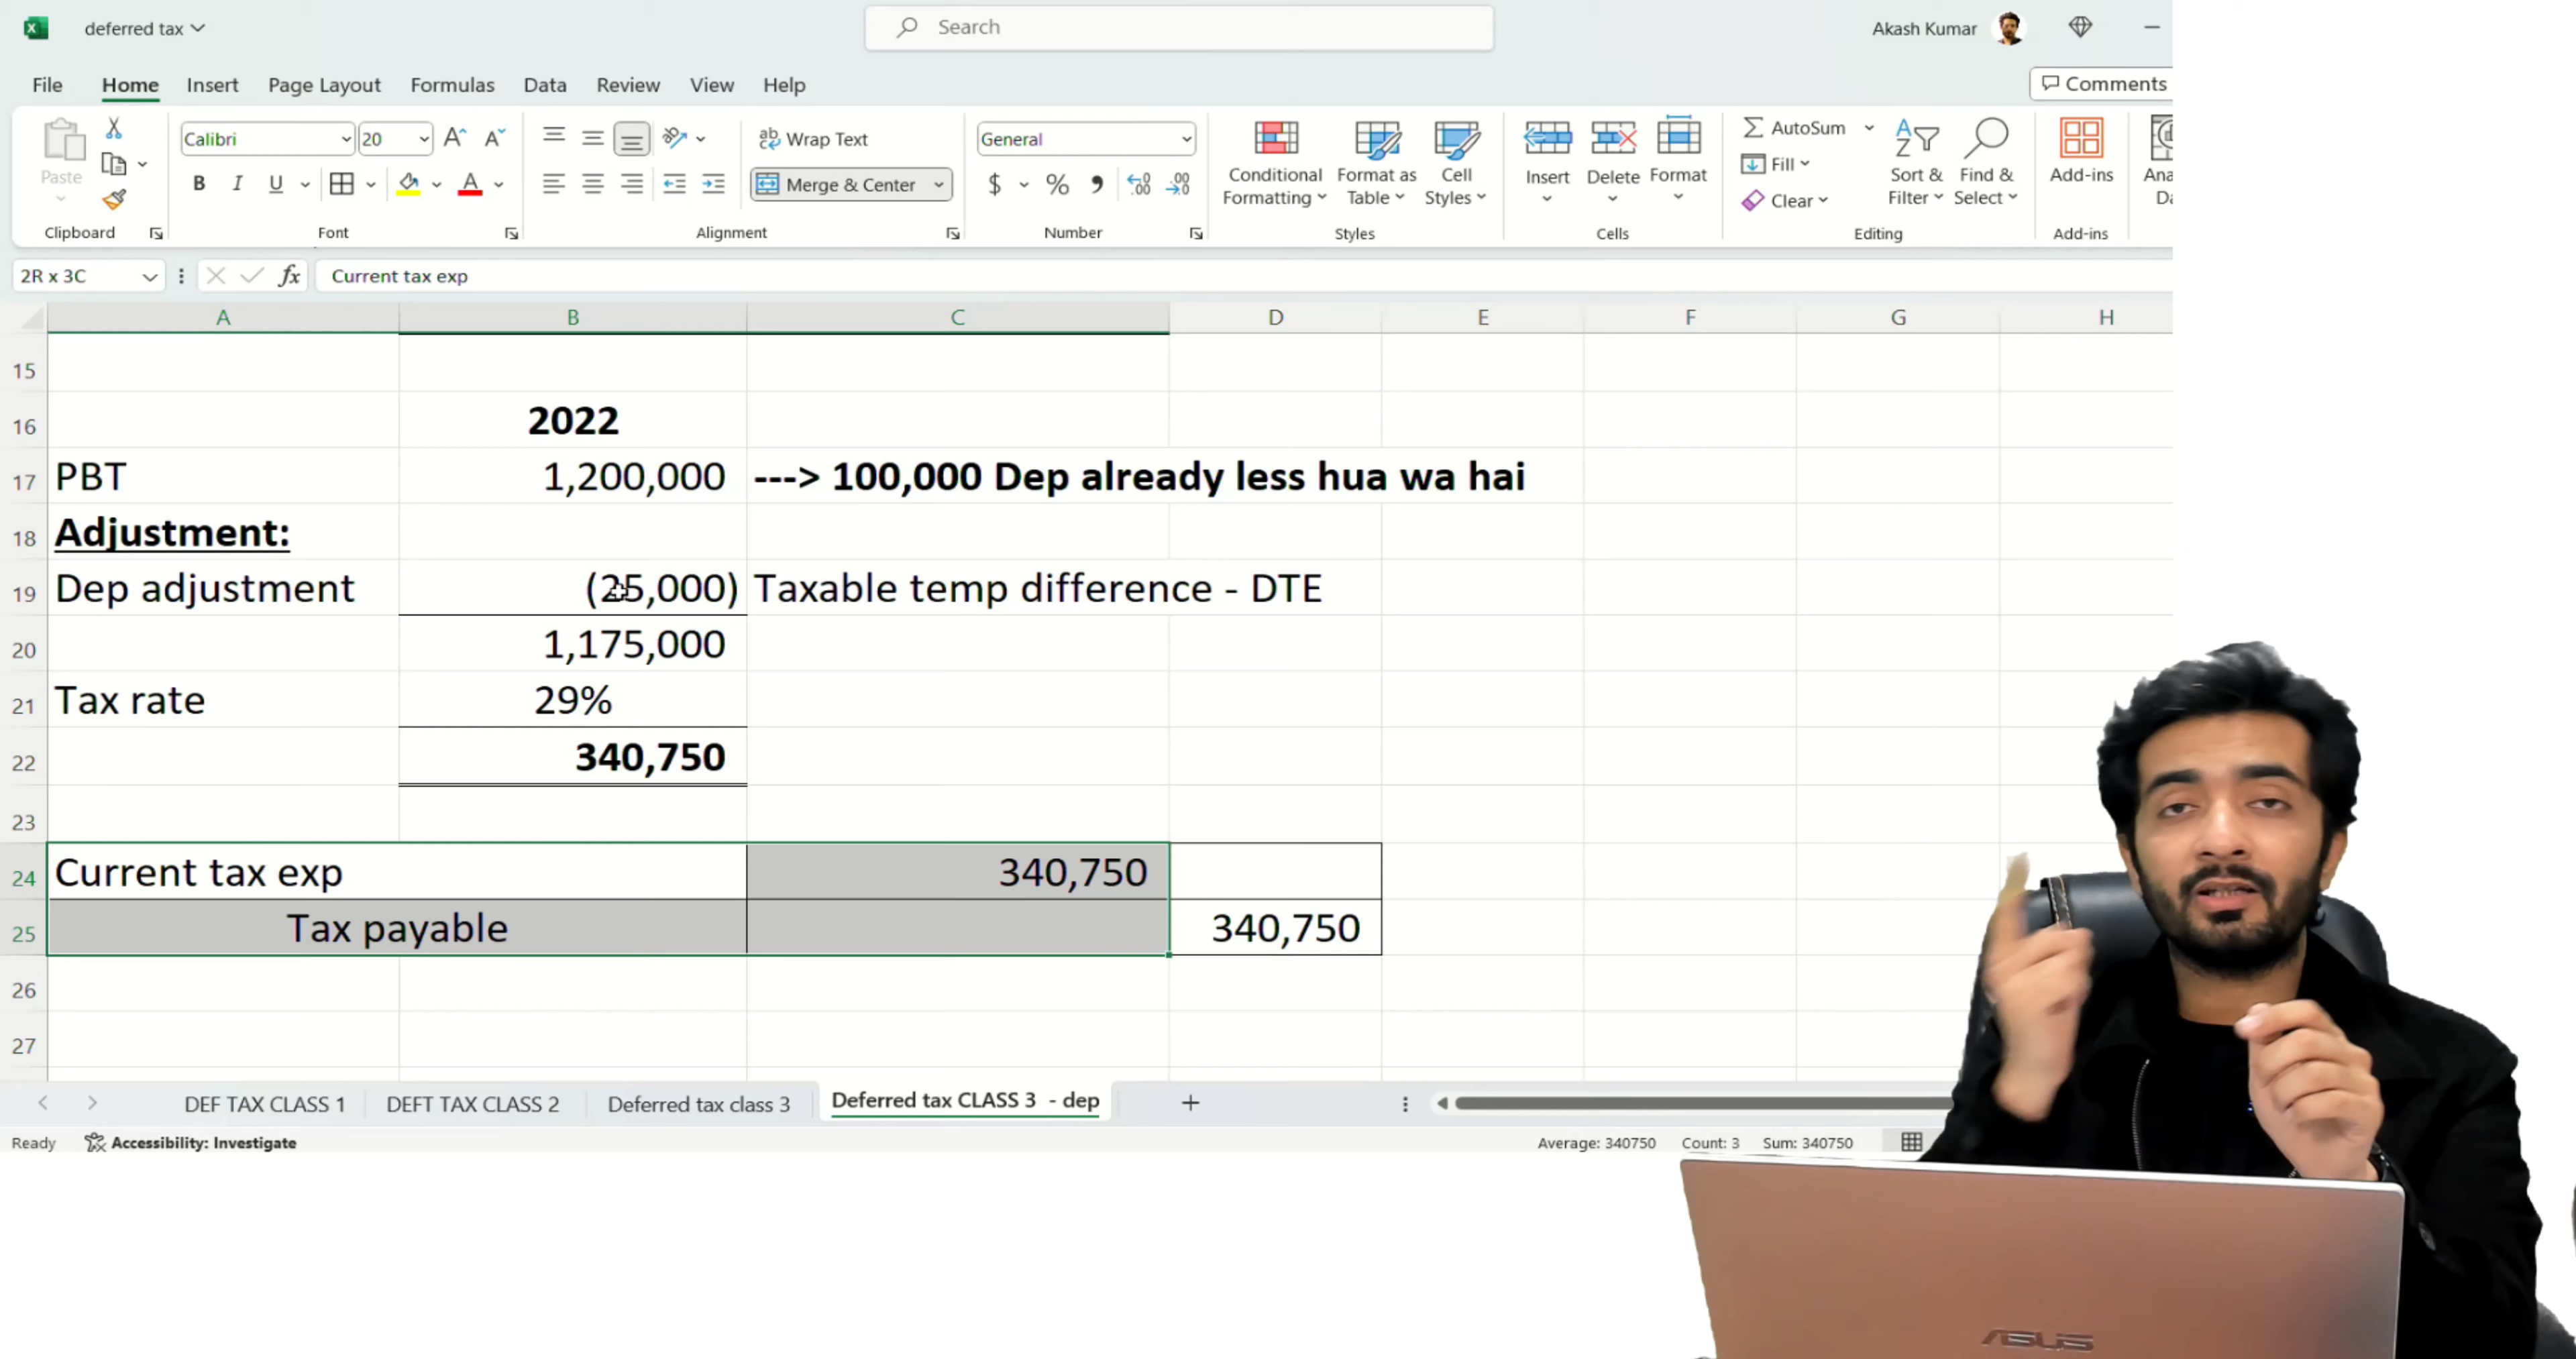 deferred tax
Search
Akash Kumar
File Home Insert Page Layout Formulas Data Review View Help
Comments
Paste
Clipboard
Calibri 20
B I U
Font
Wrap Text
Merge & Center
Alignment
General
$ %
Number
Conditional Formatting
Format as Table
Cell Styles
Styles
Insert Delete Format
Cells
AutoSum
Fill
Clear
Sort & Filter
Find & Select
Editing
Add-ins
Add-ins
2R x 3C fx Current tax exp
A B C D E F G H
15
16 2022
17 PBT 1,200,000 ---> 100,000 Dep already less hua wa hai
18 Adjustment:
19 Dep adjustment (25,000) Taxable temp difference - DTE
20 1,175,000
21 Tax rate 29%
22 340,750
23
24 Current tax exp 340,750
25 Tax payable 340,750
26
27
DEF TAX CLASS 1 DEFT TAX CLASS 2 Deferred tax class 3 Deferred tax CLASS 3 - dep
Ready Accessibility: Investigate Average: 340750 Count: 3 Sum: 340750
ASUS